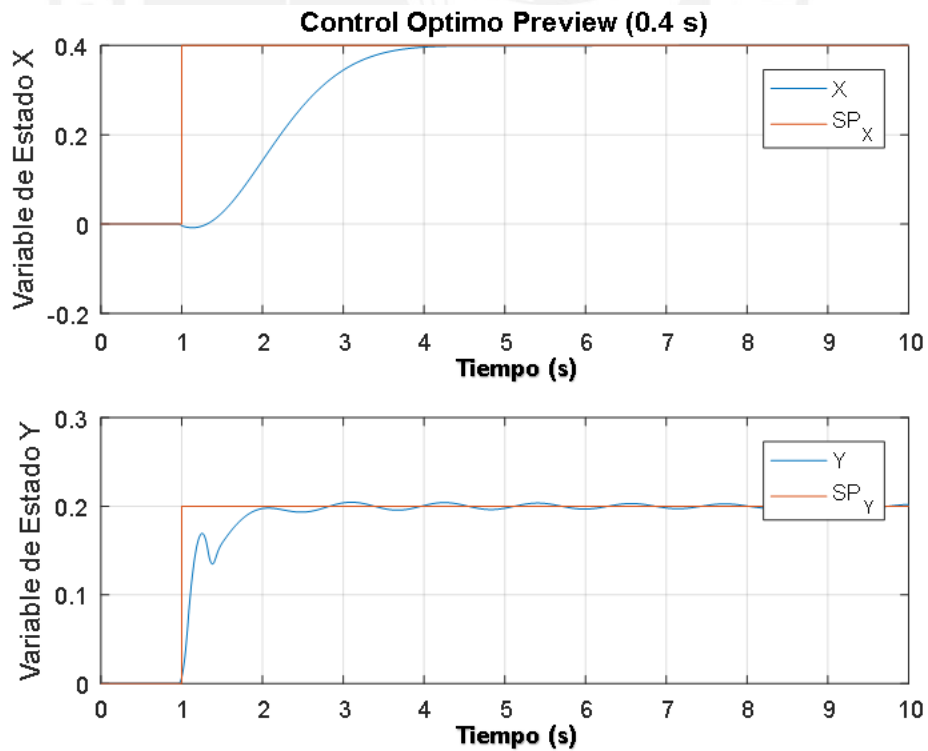 Control Optimo Preview (0.4 s)
Variable de Estado X
0.4
0.2
0
-0.2
X
SP_X
0 1 2 3 4 5 6 7 8 9 10
Tiempo (s)
Variable de Estado Y
0.3
0.2
0.1
0
Y
SP_Y
0 1 2 3 4 5 6 7 8 9 10
Tiempo (s)